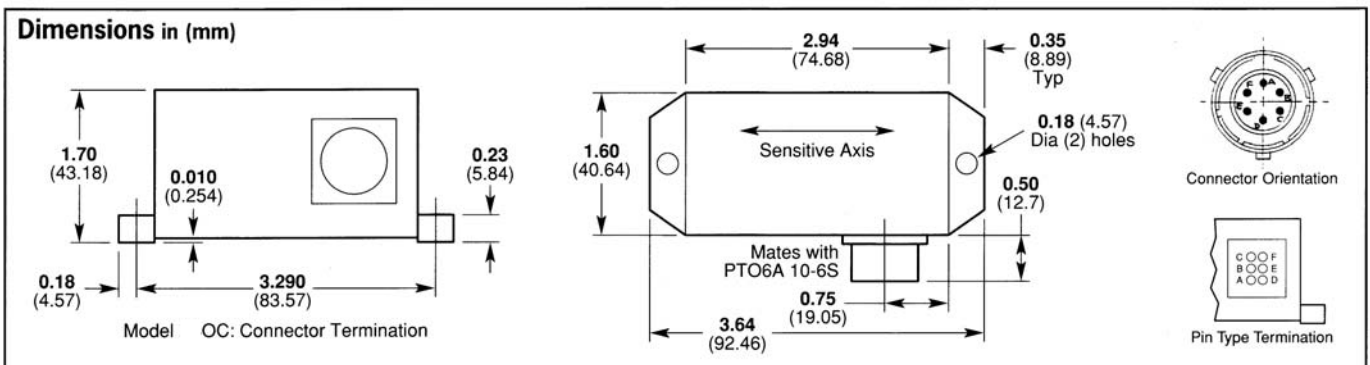 Dimensions in (mm)
1.70
(43.18)
0.010
(0.254)
0.23
(5.84)
0.18
(4.57)
3.290
(83.57)
Model OC: Connector Termination
2.94
(74.68)
0.35
(8.89)
Typ
1.60
(40.64)
Sensitive Axis
0.18 (4.57)
Dia (2) holes
0.50
(12.7)
Mates with
PTO6A 10-6S
0.75
(19.05)
3.64
(92.46)
F A
E B
D C
Connector Orientation
C F
B E
A D
Pin Type Termination